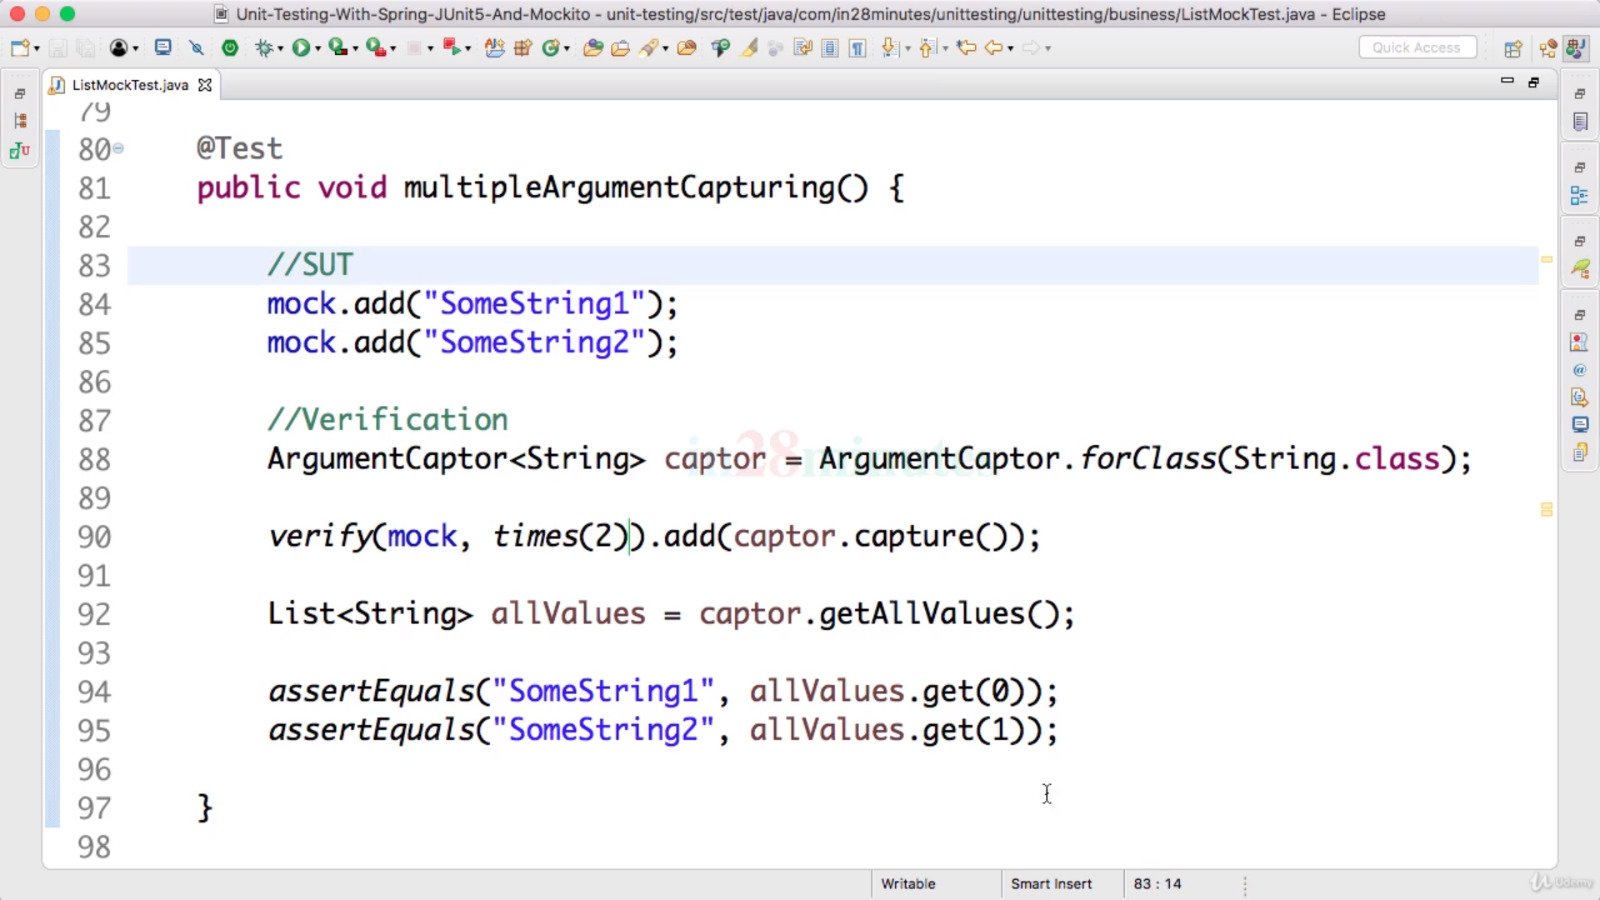 Unit-Testing-With-Spring-JUnit5-And-Mockito - unit-testing/src/test/java/com/in28minutes/unittesting/unittesting/business/ListMockTest.java - Eclipse
Quick Access
ListMockTest.java
79
80 @Test
81 public void multipleArgumentCapturing() {
82
83 //SUT
84 mock.add("SomeString1");
85 mock.add("SomeString2");
86
87 //Verification
88 ArgumentCaptor<String> captor = ArgumentCaptor.forClass(String.class);
in28minutes
89
90 verify(mock, times(2)).add(captor.capture());
91
92 List<String> allValues = captor.getAllValues();
93
94 assertEquals("SomeString1", allValues.get(0));
95 assertEquals("SomeString2", allValues.get(1));
96
97 }
98
Writable Smart Insert 83 : 14
Udemy